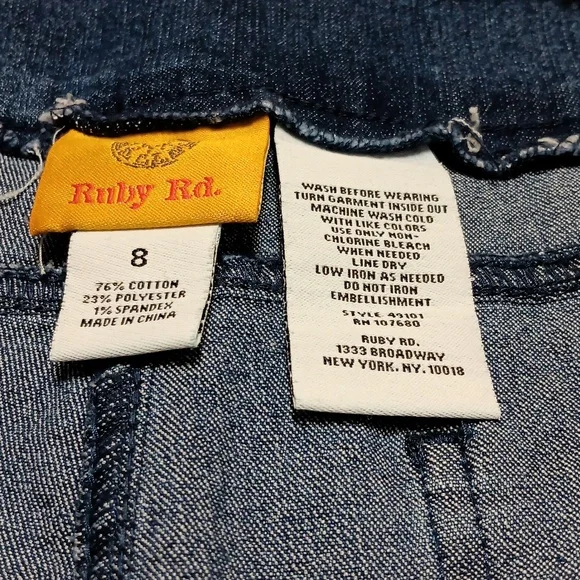 Ruby Rd.
8
76% COTTON
23% POLYESTER
1% SPANDEX
MADE IN CHINA
WASH BEFORE WEARING
TURN GARMENT INSIDE OUT
MACHINE WASH COLD
WITH LIKE COLORS
USE ONLY NON-
CHLORINE BLEACH
WHEN NEEDED
LINE DRY
LOW IRON AS NEEDED
DO NOT IRON
EMBELLISHMENT
STYLE 49101
RN 107680
RUBY RD.
1333 BROADWAY
NEW YORK, NY. 10018